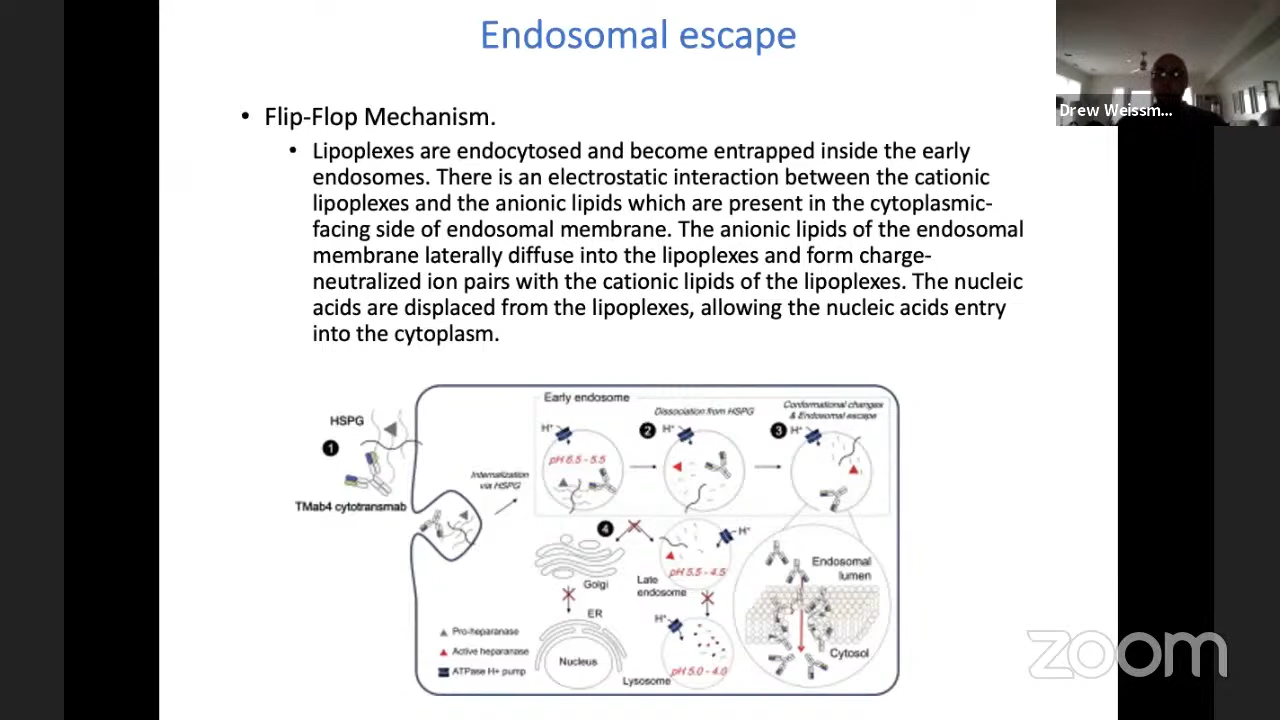 Endosomal escape
Drew Weissm...
• Flip-Flop Mechanism.
• Lipoplexes are endocytosed and become entrapped inside the early
endosomes. There is an electrostatic interaction between the cationic
lipoplexes and the anionic lipids which are present in the cytoplasmic-
facing side of endosomal membrane. The anionic lipids of the endosomal
membrane laterally diffuse into the lipoplexes and form charge-
neutralized ion pairs with the cationic lipids of the lipoplexes. The nucleic
acids are displaced from the lipoplexes, allowing the nucleic acids entry
into the cytoplasm.
HSPG
1
TMab4 cytotransmab
Internalization
via HSPG
Early endosome
H+
pH 6.5 - 5.5
2
Dissociation from HSPG
H+
3
Conformational changes
& Endosomal escape
H+
4
Golgi
ER
Nucleus
H+
pH 5.5 - 4.5
Late
endosome
H+
pH 5.0 - 4.0
Lysosome
Endosomal
lumen
Cytosol
Pro-heparanase
Active heparanase
ATPase H+ pump
zoom